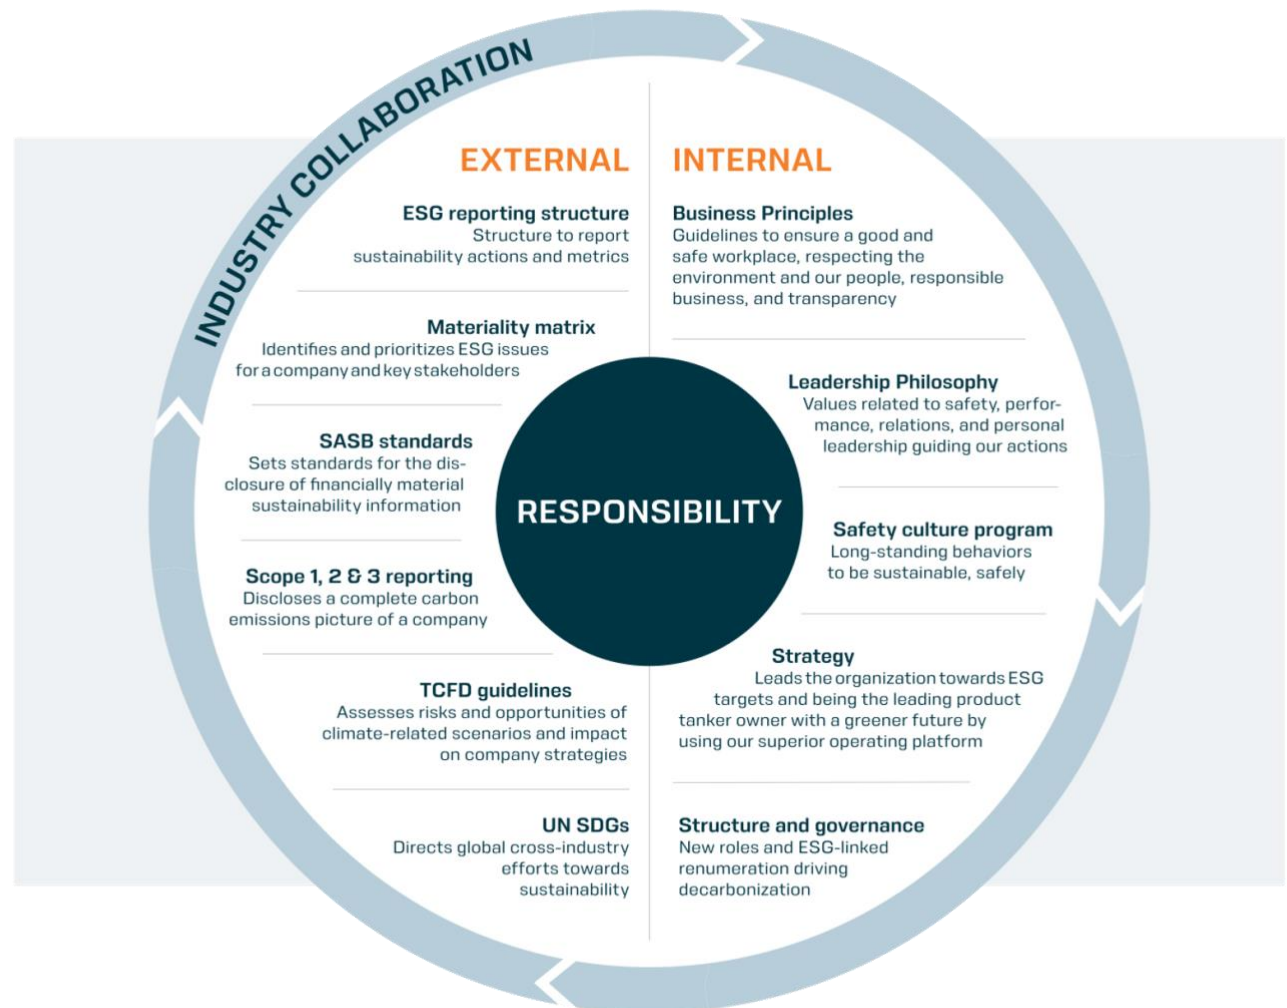 INDUSTRY COLLABORATION
EXTERNAL
ESG reporting structure
Structure to report
sustainability actions and metrics
Materiality matrix
Identifies and prioritizes ESG issues
for a company and key stakeholders
SASB standards
Sets standards for the dis-
closure of financially material
sustainability information
Scope 1, 2 & 3 reporting
Discloses a complete carbon
emissions picture of a company
TCFD guidelines
Assesses risks and opportunities of
climate-related scenarios and impact
on company strategies
UN SDGs
Directs global cross-industry
efforts towards
sustainability
RESPONSIBILITY
INTERNAL
Business Principles
Guidelines to ensure a good and
safe workplace, respecting the
environment and our people, responsible
business, and transparency
Leadership Philosophy
Values related to safety, perfor-
mance, relations, and personal
leadership guiding our actions
Safety culture program
Long-standing behaviors
to be sustainable, safely
Strategy
Leads the organization towards ESG
targets and being the leading product
tanker owner with a greener future by
using our superior operating platform
Structure and governance
New roles and ESG-linked
renumeration driving
decarbonization